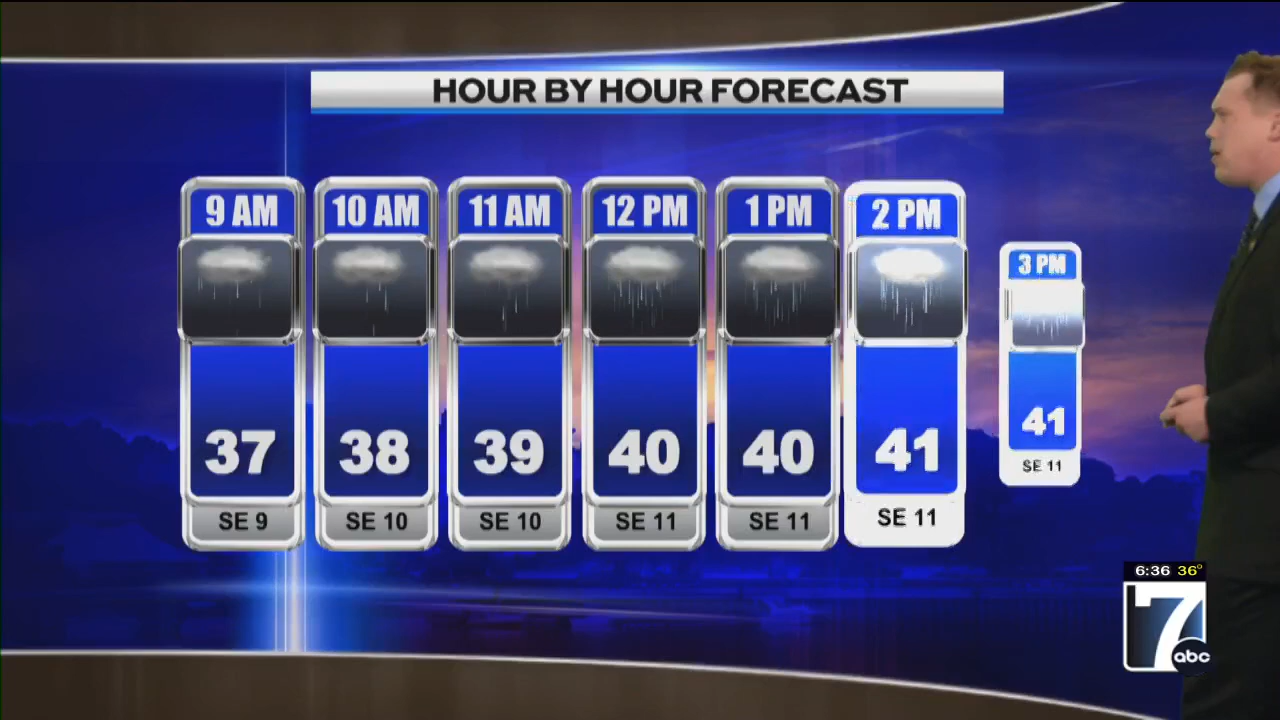 HOUR BY HOUR FORECAST
9 AM 10 AM 11 AM 12 PM 1 PM 2 PM 3 PM
37 38 39 40 40 41 41
SE 9 SE 10 SE 10 SE 11 SE 11 SE 11 SE 11
6:36 36°
7
abc